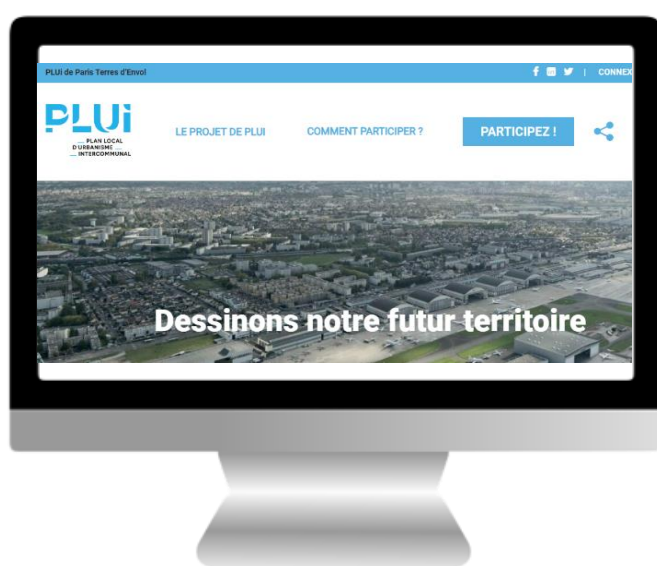 PLUi de Paris Terres d'Envol
CONNEX
PLUi
PLAN LOCAL
D'URBANISME
INTERCOMMUNAL
LE PROJET DE PLUI
COMMENT PARTICIPER ?
PARTICIPEZ !
Dessinons notre futur territoire